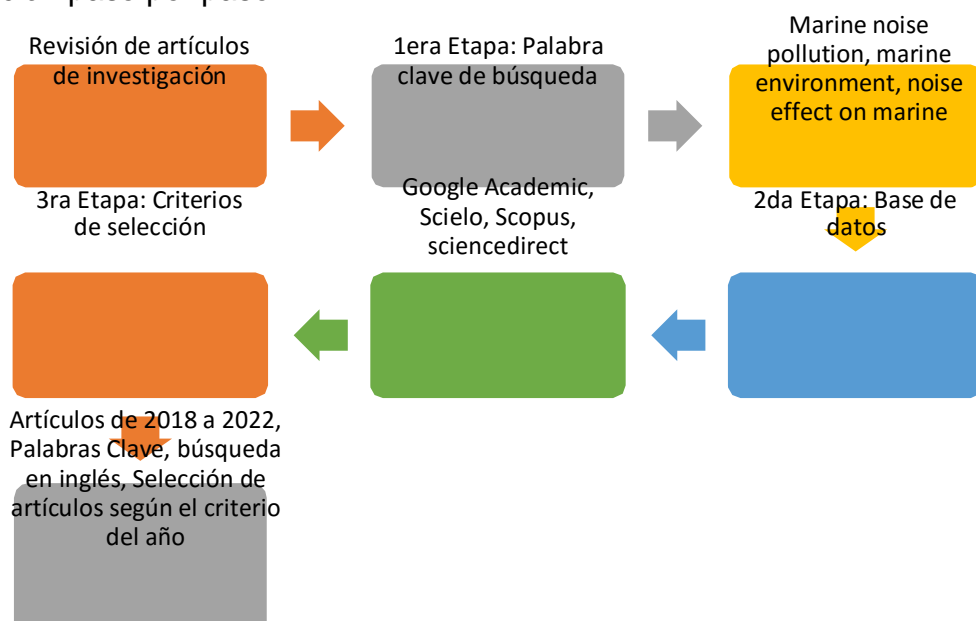 Revisión de artículos
de investigación
1era Etapa: Palabra
clave de búsqueda
Marine noise
pollution, marine
environment, noise
effect on marine
2da Etapa: Base de
datos
Google Academic,
Scielo, Scopus,
sciencedirect
3ra Etapa: Criterios
de selección
Artículos de 2018 a 2022,
Palabras Clave, búsqueda
en inglés, Selección de
artículos según el criterio
del año